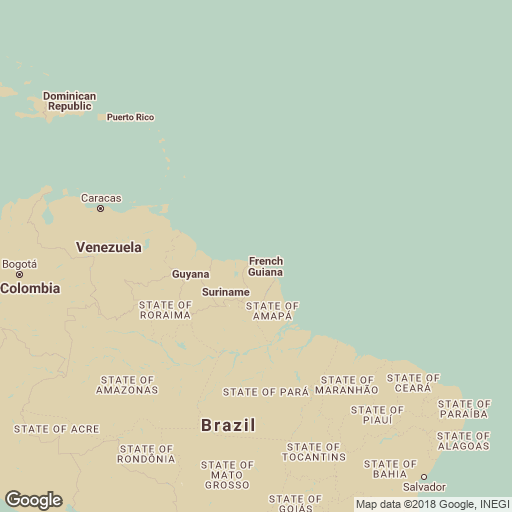 Dominican
Republic
Puerto Rico
Caracas
Venezuela
Bogotá
Colombia
French
Guiana
Guyana
Suriname
STATE OF
RORAIMA
STATE OF
AMAPÁ
STATE OF
AMAZONAS
STATE OF PARÁ
STATE OF
MARANHÃO
STATE OF
CEARÁ
STATE OF
PIAUÍ
STATE OF
PARAÍBA
STATE OF ACRE
Brazil
STATE OF
ALAGOAS
STATE OF
RONDÔNIA
STATE OF
TOCANTINS
STATE OF
MATO
GROSSO
STATE OF
BAHIA
Salvador
STATE OF
GOIÁS
Google
Map data ©2018 Google, INEGI